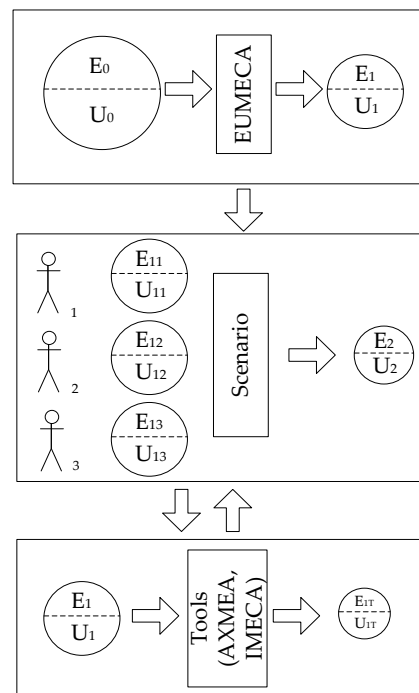 E0
U0
EUMECA
E1
U1
1
E11
U11
2
E12
U12
3
E13
U13
Scenario
E2
U2
E1
U1
Tools
(AXMEA,
IMECA)
E1T
U1T